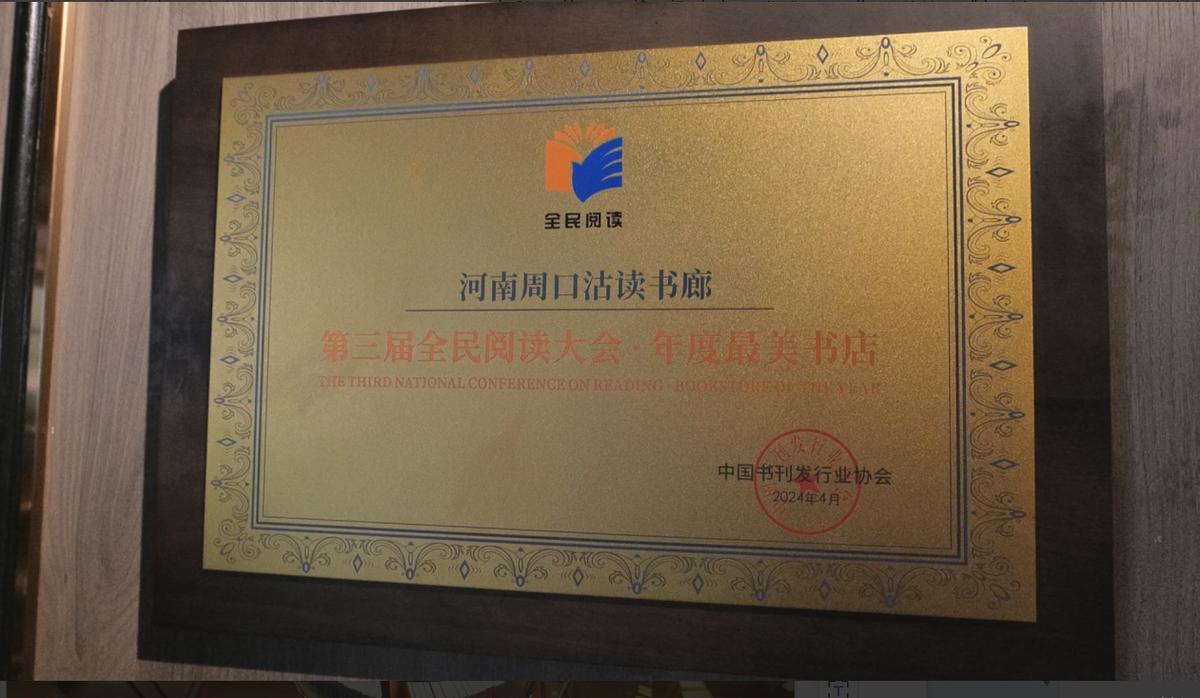 全民阅读
河南周口沽读书廊
第三届全民阅读大会·年度最美书店
THE THIRD NATIONAL CONFERENCE ON READING · BOOKSTORE OF THE YEAR
中国书刊发行业协会
2024年4月